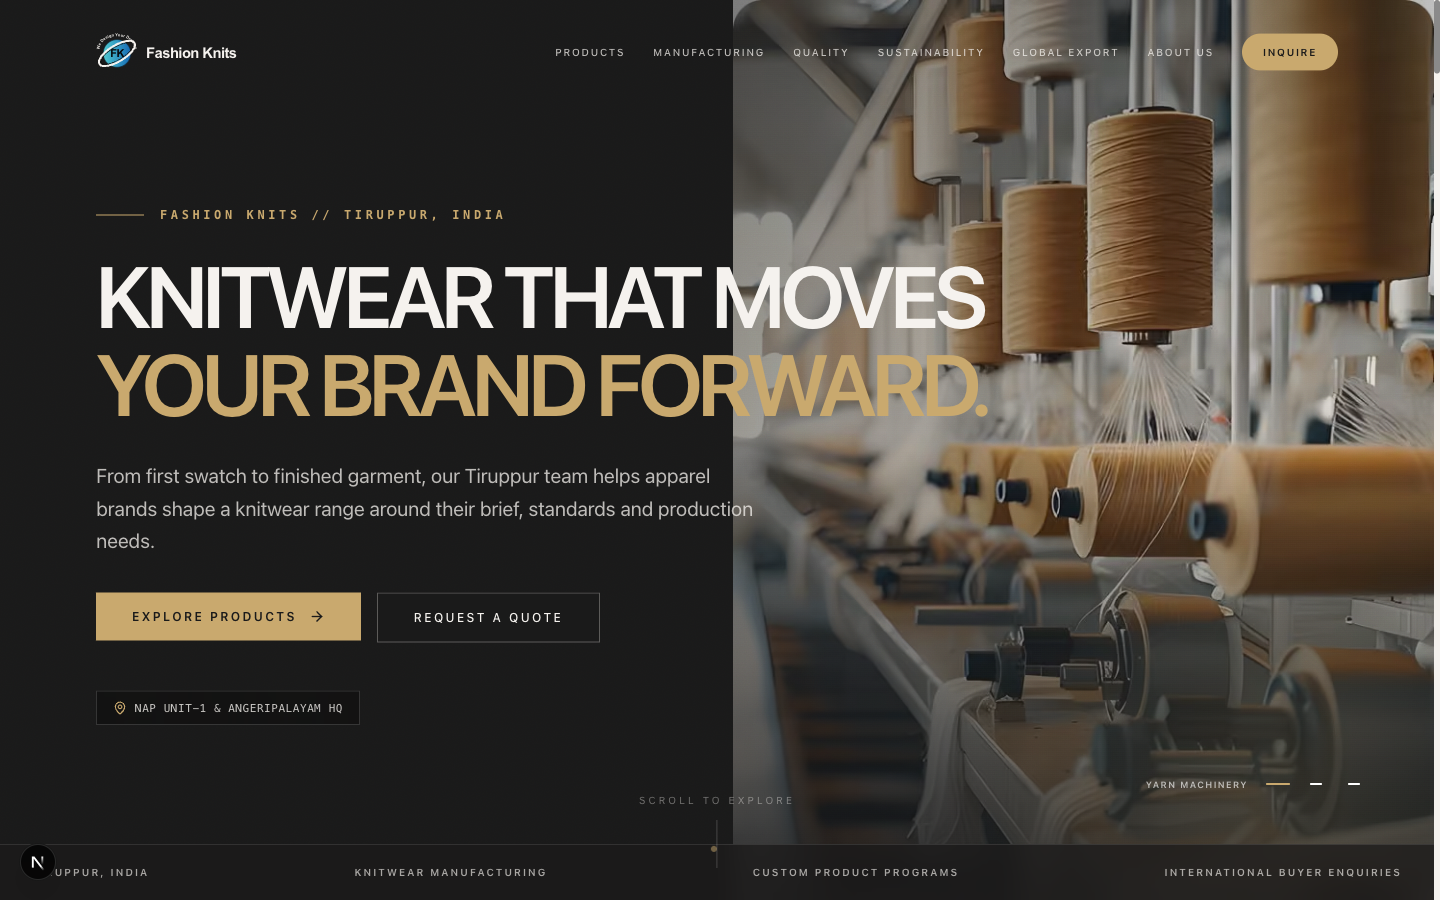 FK
Fashion Knits
PRODUCTS
MANUFACTURING
QUALITY
SUSTAINABILITY
GLOBAL EXPORT
ABOUT US
INQUIRE
FASHION KNITS // TIRUPPUR, INDIA
KNITWEAR THAT MOVES
YOUR BRAND FORWARD.
From first swatch to finished garment, our Tiruppur team helps apparel
brands shape a knitwear range around their brief, standards and production
needs.
EXPLORE PRODUCTS
REQUEST A QUOTE
NAP UNIT–1 & ANGERIPALAYAM HQ
YARN MACHINERY
SCROLL TO EXPLORE
N
UPPUR, INDIA
KNITWEAR MANUFACTURING
CUSTOM PRODUCT PROGRAMS
INTERNATIONAL BUYER ENQUIRIES